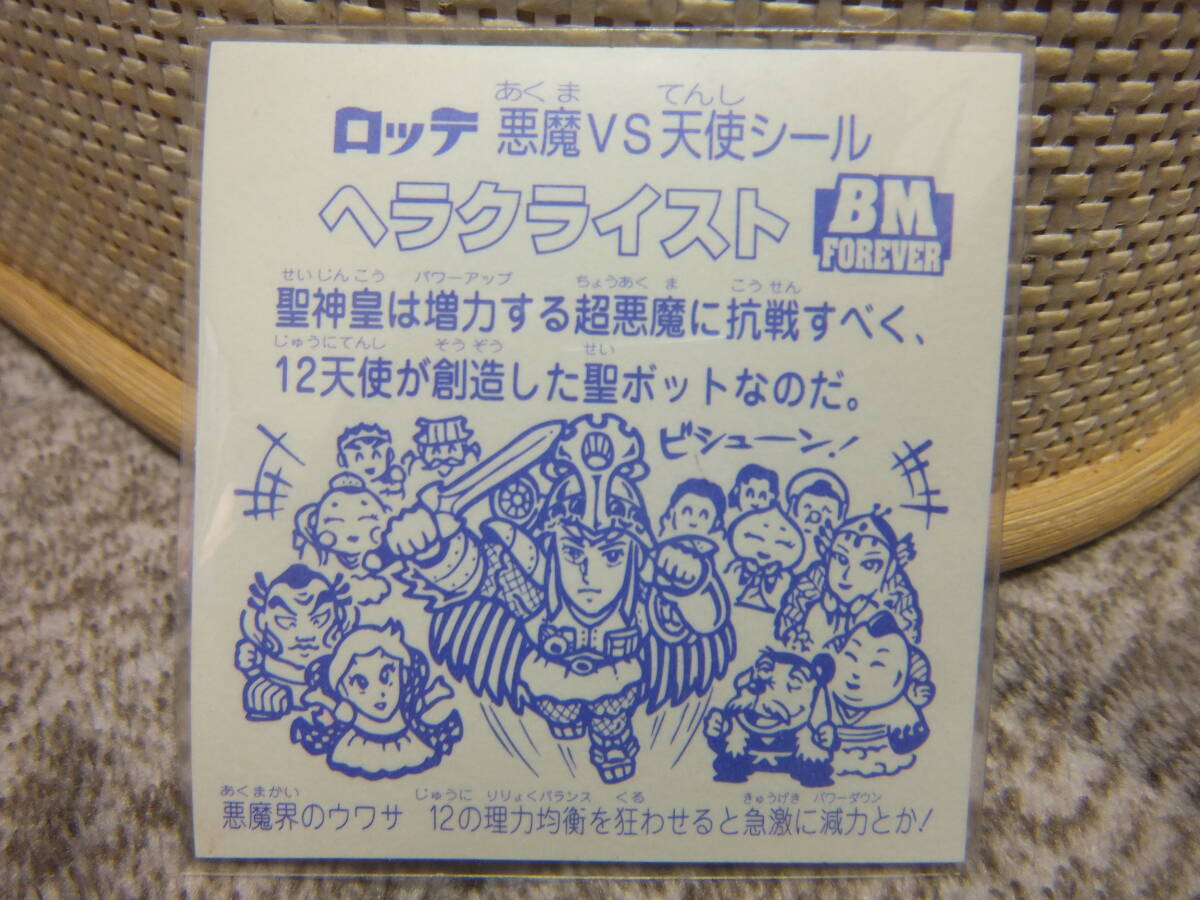 あくま てんし
ロッテ 悪魔VS天使シール
ヘラクライスト
BM
FOREVER
せいじんこう パワーアップ ちょうあくま こうせん
聖神皇は増力する超悪魔に抗戦すべく、
じゅうにてんし そうぞう せい
12天使が創造した聖ボットなのだ。
ビシューン!
あくまかい じゅうに りりょくバランス くる きゅうげき パワーダウン
悪魔界のウワサ 12の理力均衡を狂わせると急激に減力とか!